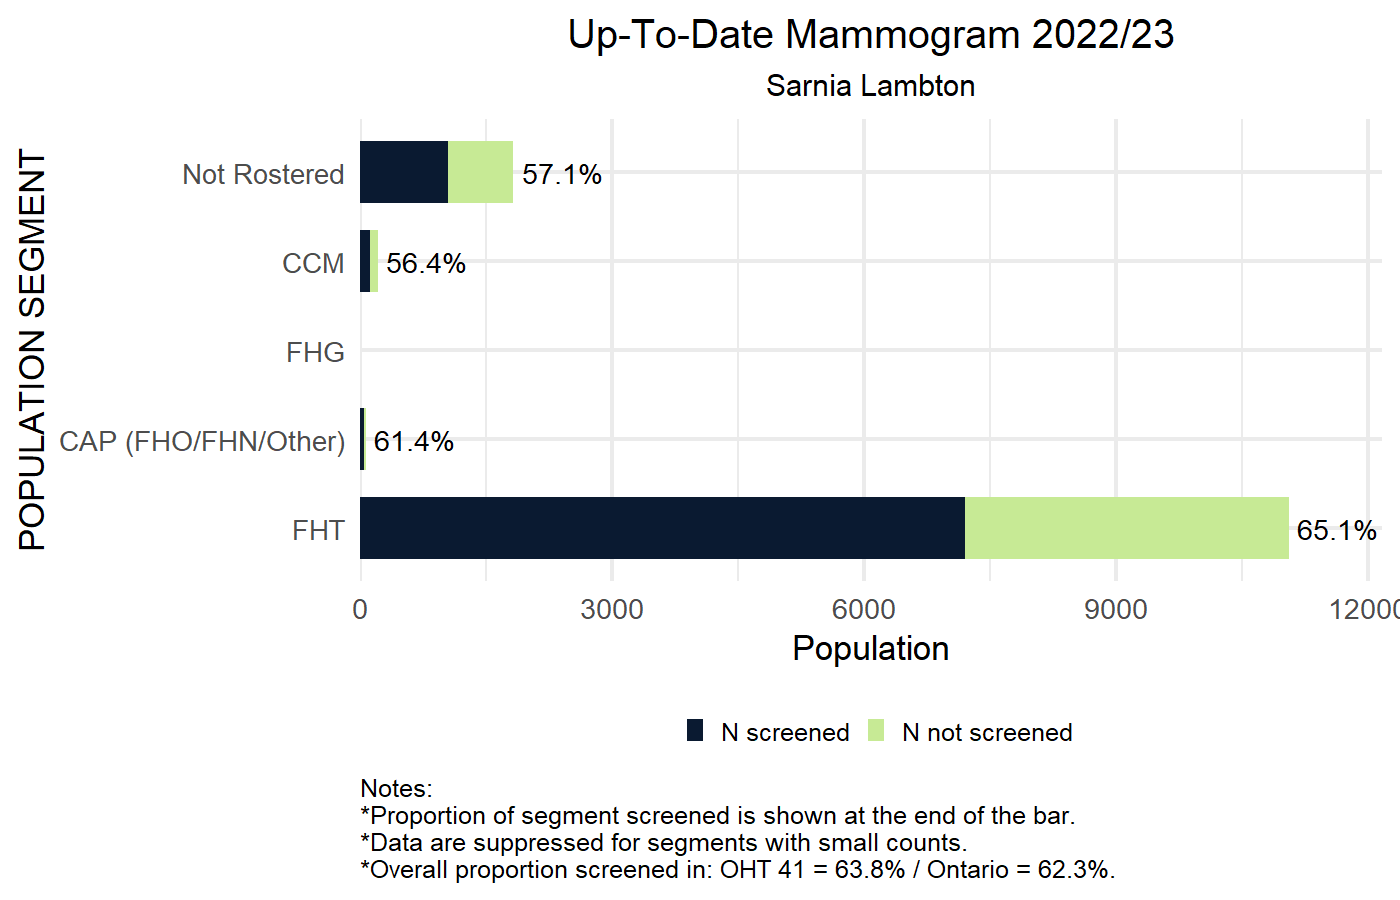 Up-To-Date Mammogram 2022/23
Sarnia Lambton
POPULATION SEGMENT
Not Rostered
57.1%
CCM
56.4%
FHG
CAP (FHO/FHN/Other)
61.4%
FHT
65.1%
0 3000 6000 9000 12000
Population
N screened N not screened
Notes:
*Proportion of segment screened is shown at the end of the bar.
*Data are suppressed for segments with small counts.
*Overall proportion screened in: OHT 41 = 63.8% / Ontario = 62.3%.